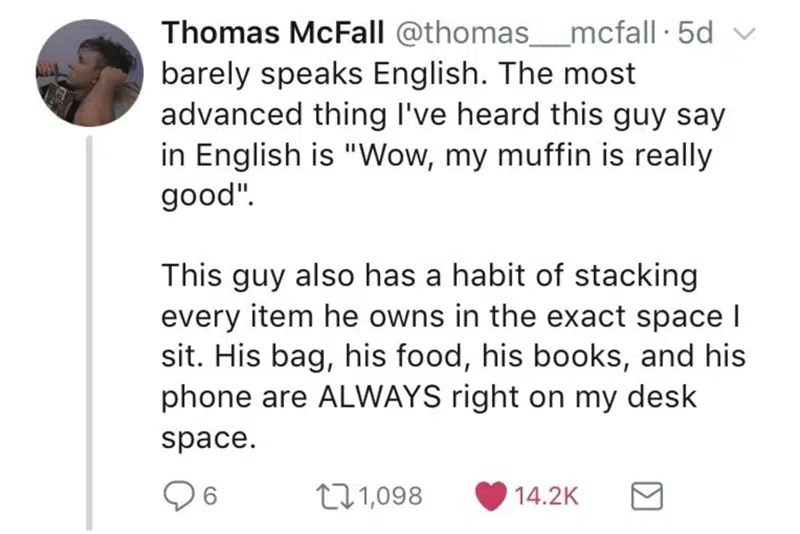 Thomas McFall @thomas__mcfall · 5d
barely speaks English. The most
advanced thing I've heard this guy say
in English is "Wow, my muffin is really
good".
This guy also has a habit of stacking
every item he owns in the exact space I
sit. His bag, his food, his books, and his
phone are ALWAYS right on my desk
space.
6 1,098 14.2K